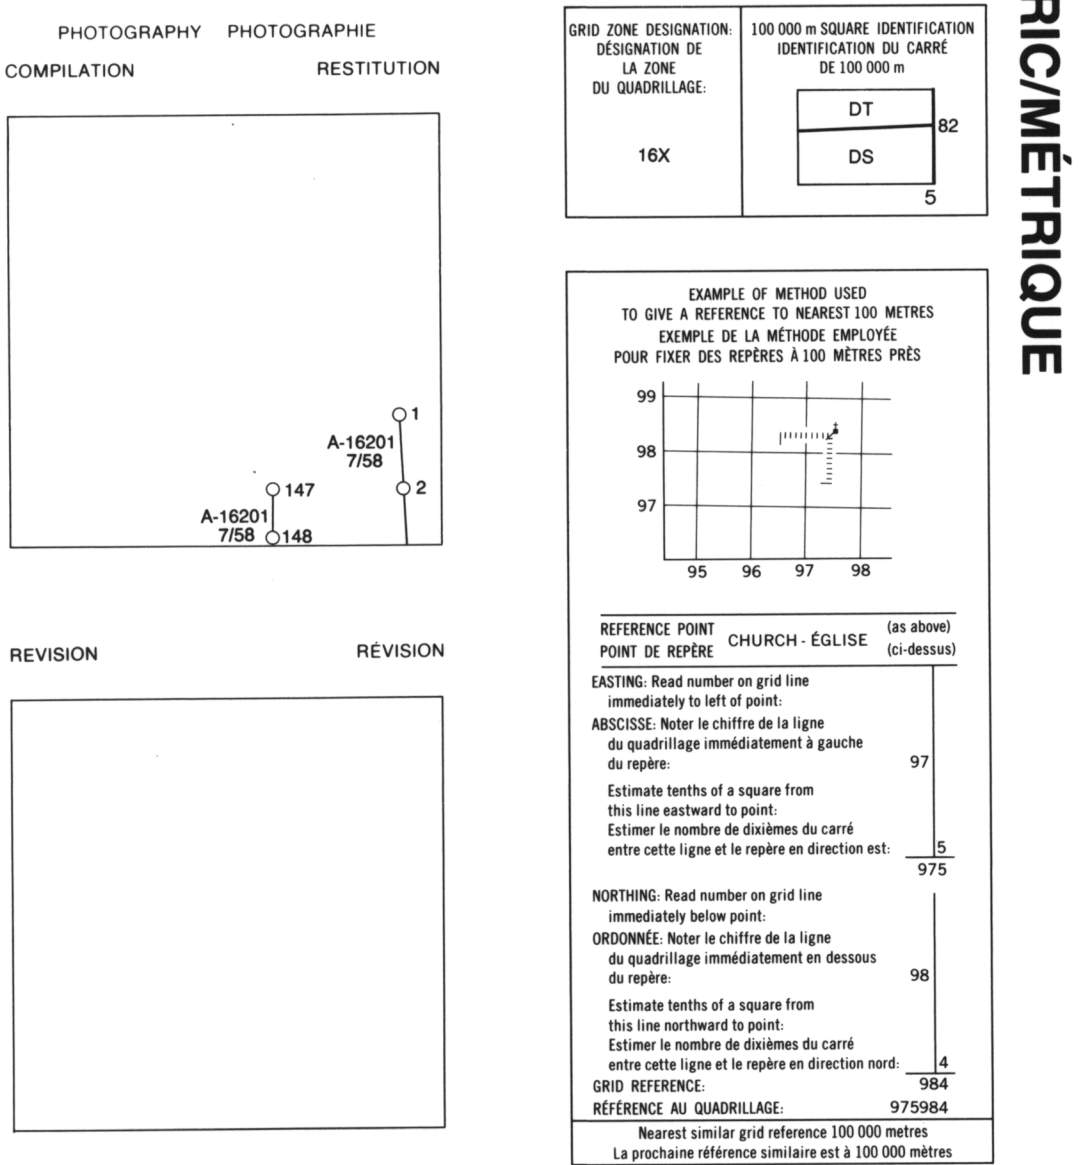 PHOTOGRAPHY PHOTOGRAPHIE
COMPILATION RESTITUTION
1
A-16201
7/58
2
147
A-16201
7/58
148
REVISION RÉVISION
GRID ZONE DESIGNATION:
DÉSIGNATION DE
LA ZONE
DU QUADRILLAGE:
16X
100 000 m SQUARE IDENTIFICATION
IDENTIFICATION DU CARRÉ
DE 100 000 m
DT
82
DS
5
RIC/MÉTRIQUE
EXAMPLE OF METHOD USED
TO GIVE A REFERENCE TO NEAREST 100 METRES
EXEMPLE DE LA MÉTHODE EMPLOYÉE
POUR FIXER DES REPÈRES À 100 MÈTRES PRÈS
99
98
97
95 96 97 98
REFERENCE POINT
POINT DE REPÈRE
CHURCH - ÉGLISE
(as above)
(ci-dessus)
EASTING: Read number on grid line
immediately to left of point:
ABSCISSE: Noter le chiffre de la ligne
du quadrillage immédiatement à gauche
du repère: 97
Estimate tenths of a square from
this line eastward to point:
Estimer le nombre de dixièmes du carré
entre cette ligne et le repère en direction est: 5
975
NORTHING: Read number on grid line
immediately below point:
ORDONNÉE: Noter le chiffre de la ligne
du quadrillage immédiatement en dessous
du repère: 98
Estimate tenths of a square from
this line northward to point:
Estimer le nombre de dixièmes du carré
entre cette ligne et le repère en direction nord: 4
GRID REFERENCE: 984
RÉFÉRENCE AU QUADRILLAGE: 975984
Nearest similar grid reference 100 000 metres
La prochaine référence similaire est à 100 000 mètres